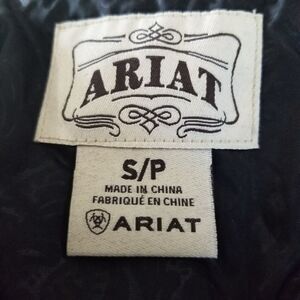 ARIAT
S/P
MADE IN CHINA
FABRIQUÉ EN CHINE
ARIAT